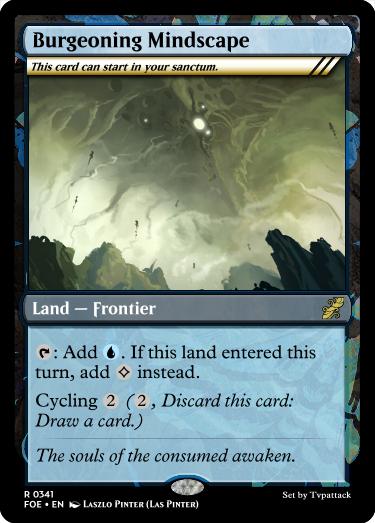 Burgeoning Mindscape
This card can start in your sanctum.
Land — Frontier
: Add . If this land entered this
turn, add instead.
Cycling 2 ( 2 , Discard this card:
Draw a card.)
The souls of the consumed awaken.
R 0341
FOE • EN Laszlo Pinter (Las Pinter)
Set by Tvpattack